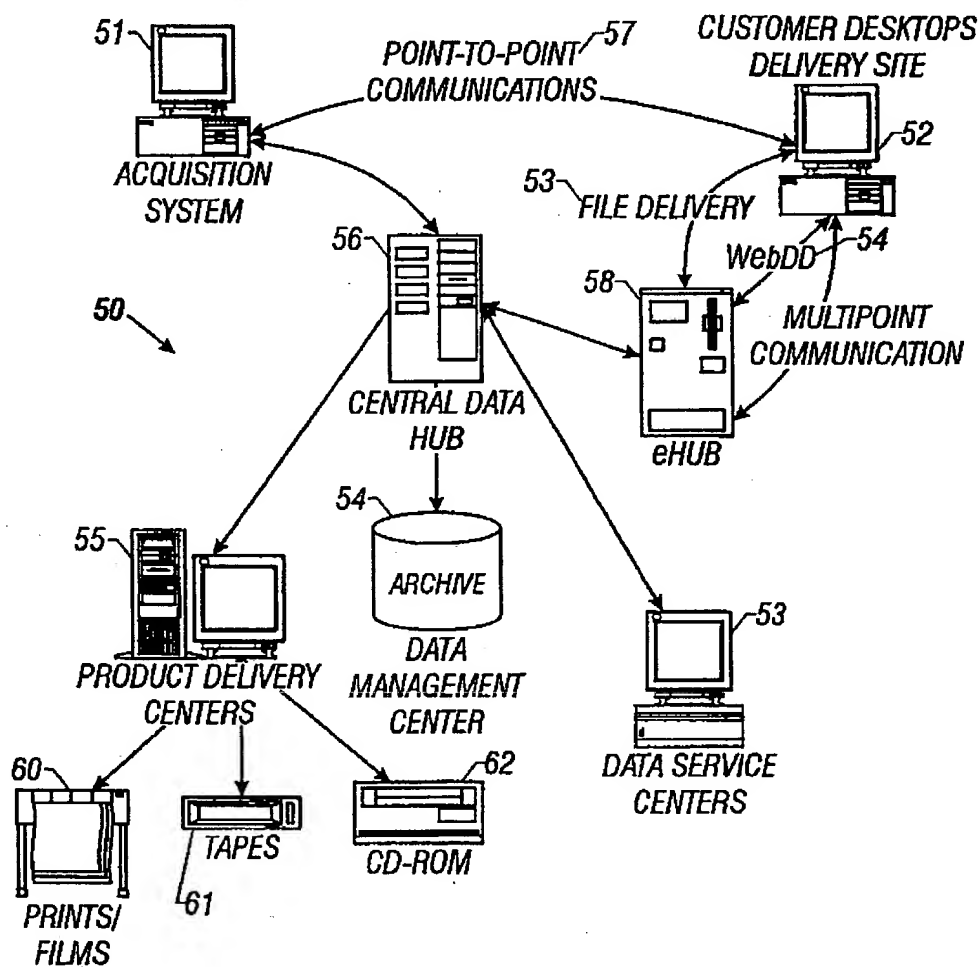 51
POINT-TO-POINT
COMMUNICATIONS
57
CUSTOMER DESKTOPS
DELIVERY SITE
52
ACQUISITION
SYSTEM
53
FILE DELIVERY
WebDD
54
56
58
50
MULTIPOINT
COMMUNICATION
CENTRAL DATA
HUB
eHUB
54
ARCHIVE
DATA
MANAGEMENT
CENTER
55
PRODUCT DELIVERY
CENTERS
53
DATA SERVICE
CENTERS
60
PRINTS/
FILMS
TAPES
61
62
CD-ROM